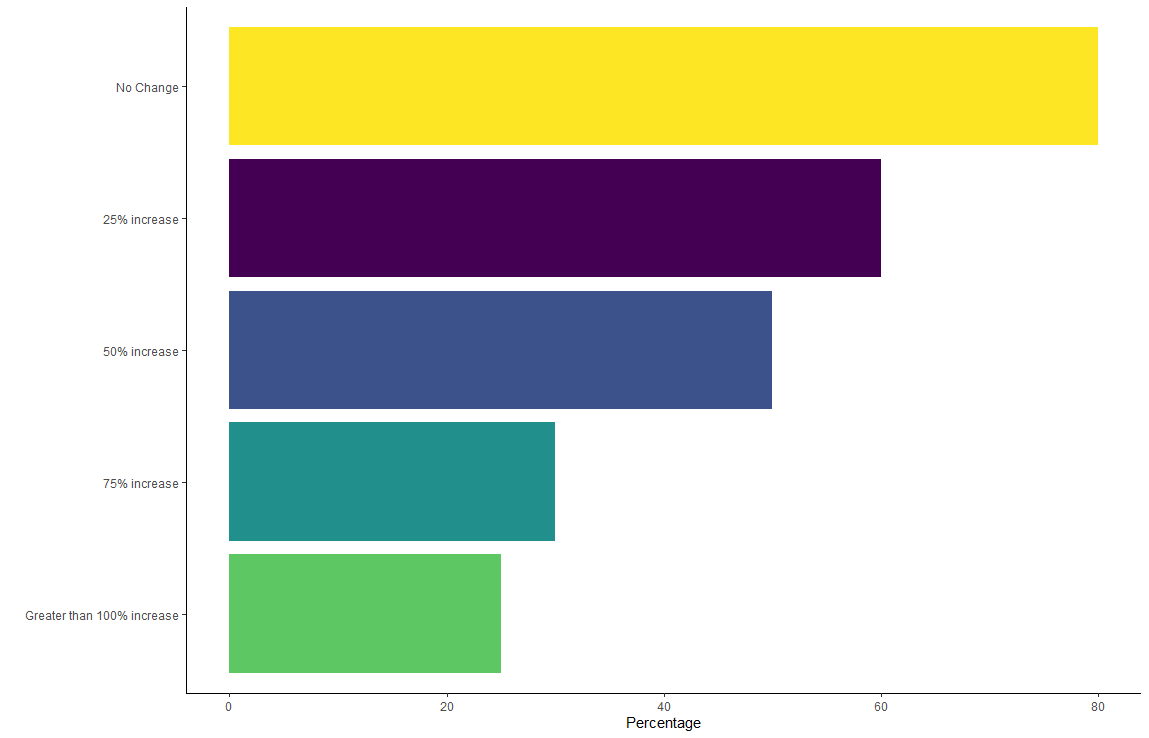 No Change
25% increase
50% increase
75% increase
Greater than 100% increase
0 20 40 60 80
Percentage